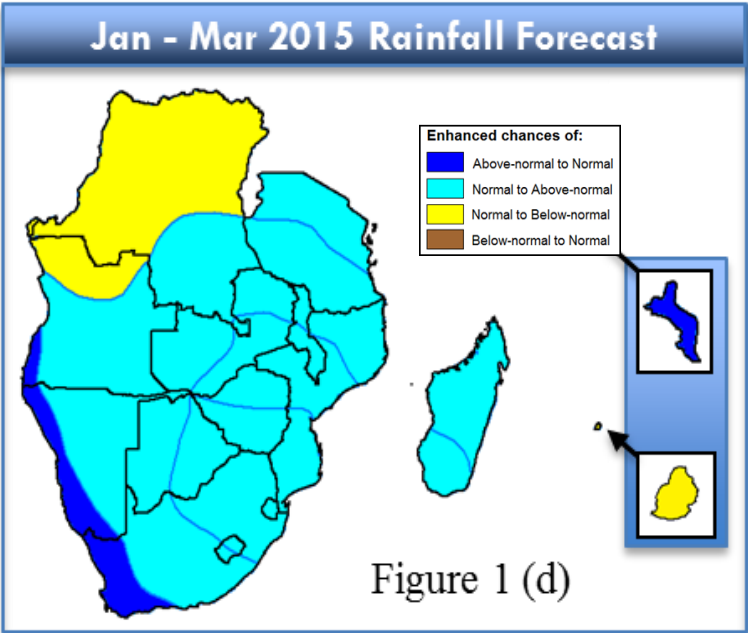 Jan - Mar 2015 Rainfall Forecast
Enhanced chances of:
Above-normal to Normal
Normal to Above-normal
Normal to Below-normal
Below-normal to Normal
Figure 1 (d)